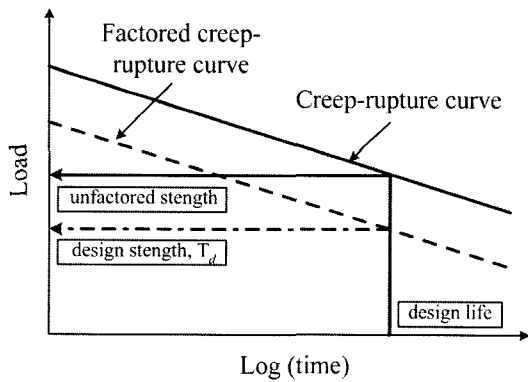 Factored creep-
rupture curve
Creep-rupture curve
Load
unfactored stength
design stength, T_d
design life
Log (time)